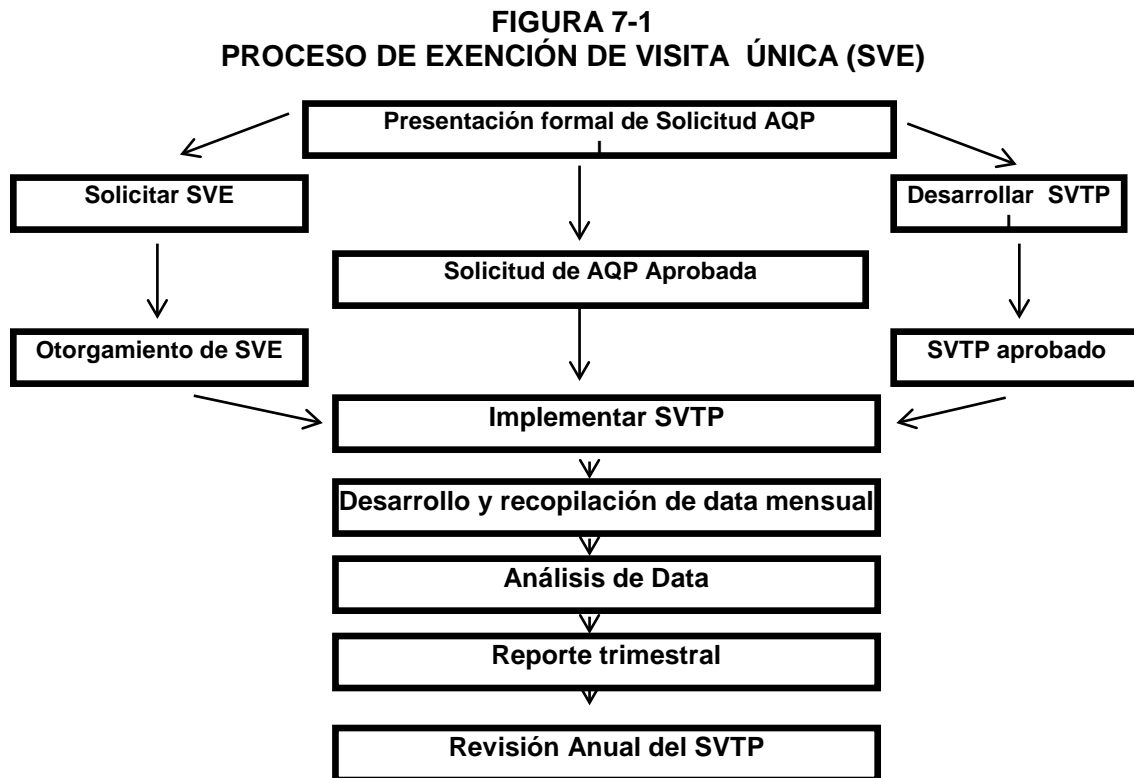 FIGURA 7-1
PROCESO DE EXENCIÓN DE VISITA ÚNICA (SVE)
Presentación formal de Solicitud AQP
Solicitar SVE
Desarrollar SVTP
Solicitud de AQP Aprobada
Otorgamiento de SVE
SVTP aprobado
Implementar SVTP
Desarrollo y recopilación de data mensual
Análisis de Data
Reporte trimestral
Revisión Anual del SVTP